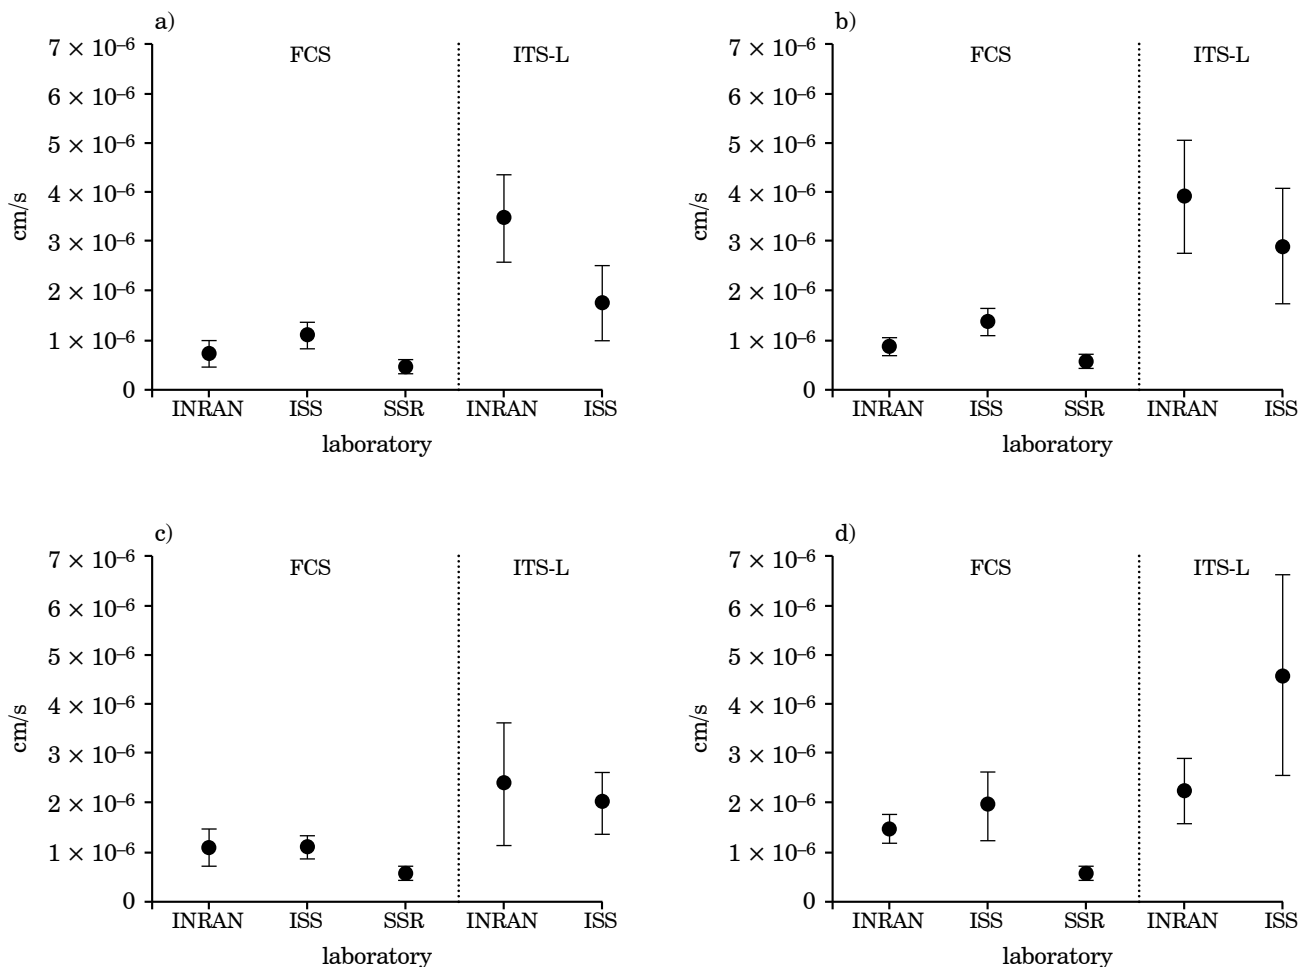 a)
FCS
ITS-L
7 × 10⁻⁶
6 × 10⁻⁶
5 × 10⁻⁶
4 × 10⁻⁶
3 × 10⁻⁶
2 × 10⁻⁶
1 × 10⁻⁶
0
cm/s
INRAN ISS SSR INRAN ISS
laboratory
b)
FCS
ITS-L
7 × 10⁻⁶
6 × 10⁻⁶
5 × 10⁻⁶
4 × 10⁻⁶
3 × 10⁻⁶
2 × 10⁻⁶
1 × 10⁻⁶
0
cm/s
INRAN ISS SSR INRAN ISS
laboratory
c)
FCS
ITS-L
7 × 10⁻⁶
6 × 10⁻⁶
5 × 10⁻⁶
4 × 10⁻⁶
3 × 10⁻⁶
2 × 10⁻⁶
1 × 10⁻⁶
0
cm/s
INRAN ISS SSR INRAN ISS
laboratory
d)
FCS
ITS-L
7 × 10⁻⁶
6 × 10⁻⁶
5 × 10⁻⁶
4 × 10⁻⁶
3 × 10⁻⁶
2 × 10⁻⁶
1 × 10⁻⁶
0
cm/s
INRAN ISS SSR INRAN ISS
laboratory